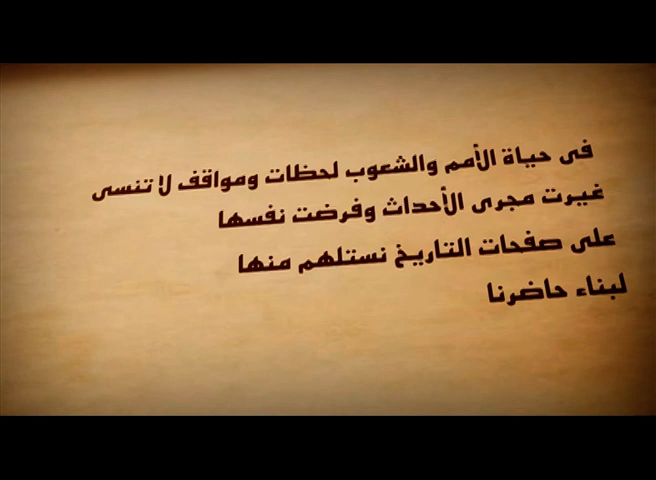 فى حياة الأمم والشعوب لحظات ومواقف لا تنسى
غيرت مجرى الأحداث وفرضت نفسها
على صفحات التاريخ نستلهم منها
لبناء حاضرنا